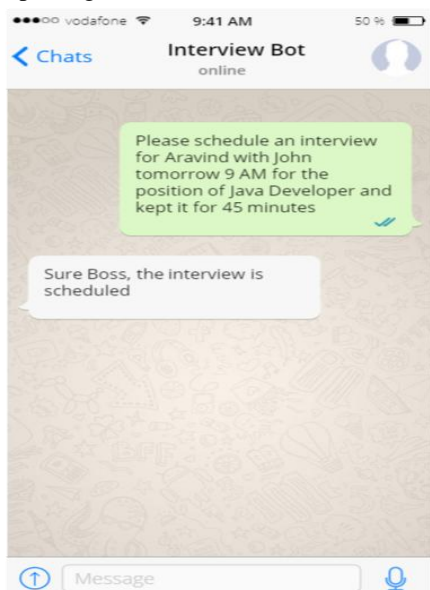 vodafone 9:41 AM 50 %
Chats Interview Bot
online
Please schedule an interview
for Aravind with John
tomorrow 9 AM for the
position of Java Developer and
kept it for 45 minutes
Sure Boss, the interview is
scheduled
Message